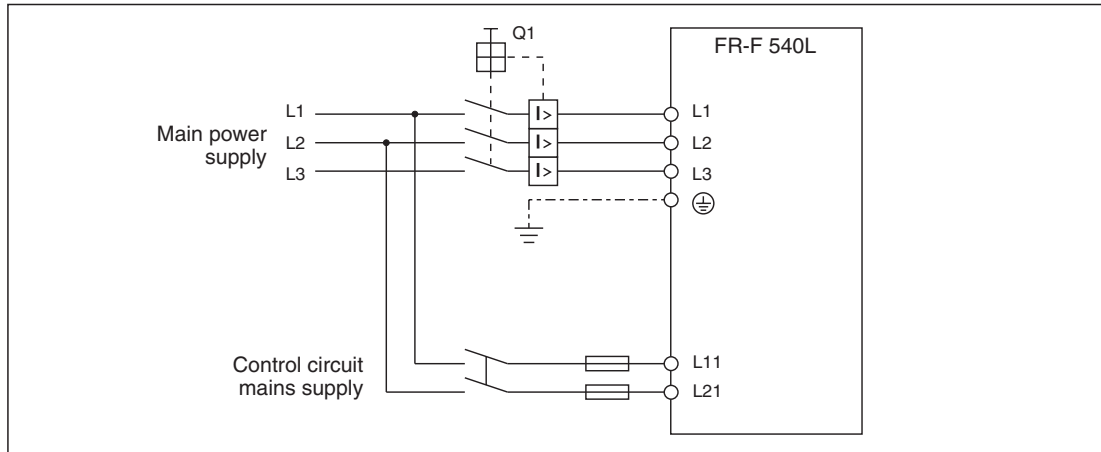 Q1
FR-F 540L
Main power
supply
L1
L2
L3
I>
I>
I>
L1
L2
L3
Control circuit
mains supply
L11
L21